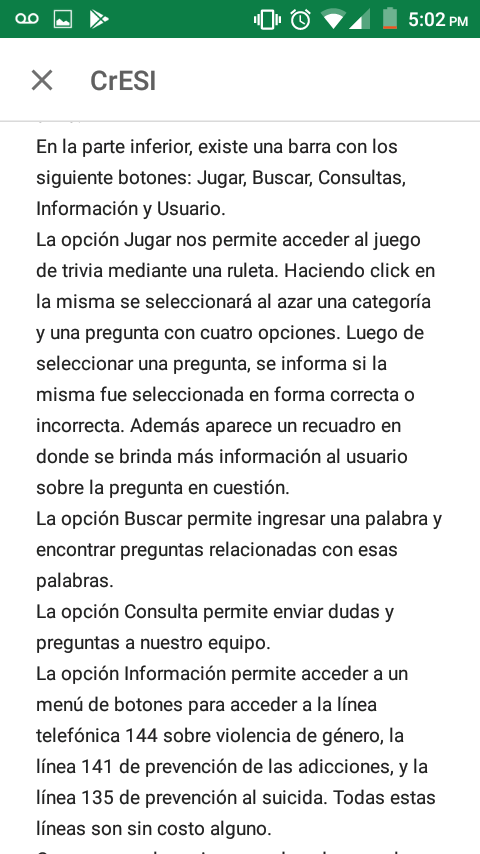 5:02 PM
CrESI
En la parte inferior, existe una barra con los
siguiente botones: Jugar, Buscar, Consultas,
Información y Usuario.
La opción Jugar nos permite acceder al juego
de trivia mediante una ruleta. Haciendo click en
la misma se seleccionará al azar una categoría
y una pregunta con cuatro opciones. Luego de
seleccionar una pregunta, se informa si la
misma fue seleccionada en forma correcta o
incorrecta. Además aparece un recuadro en
donde se brinda más información al usuario
sobre la pregunta en cuestión.
La opción Buscar permite ingresar una palabra y
encontrar preguntas relacionadas con esas
palabras.
La opción Consulta permite enviar dudas y
preguntas a nuestro equipo.
La opción Información permite acceder a un
menú de botones para acceder a la línea
telefónica 144 sobre violencia de género, la
línea 141 de prevención de las adicciones, y la
línea 135 de prevención al suicida. Todas estas
líneas son sin costo alguno.